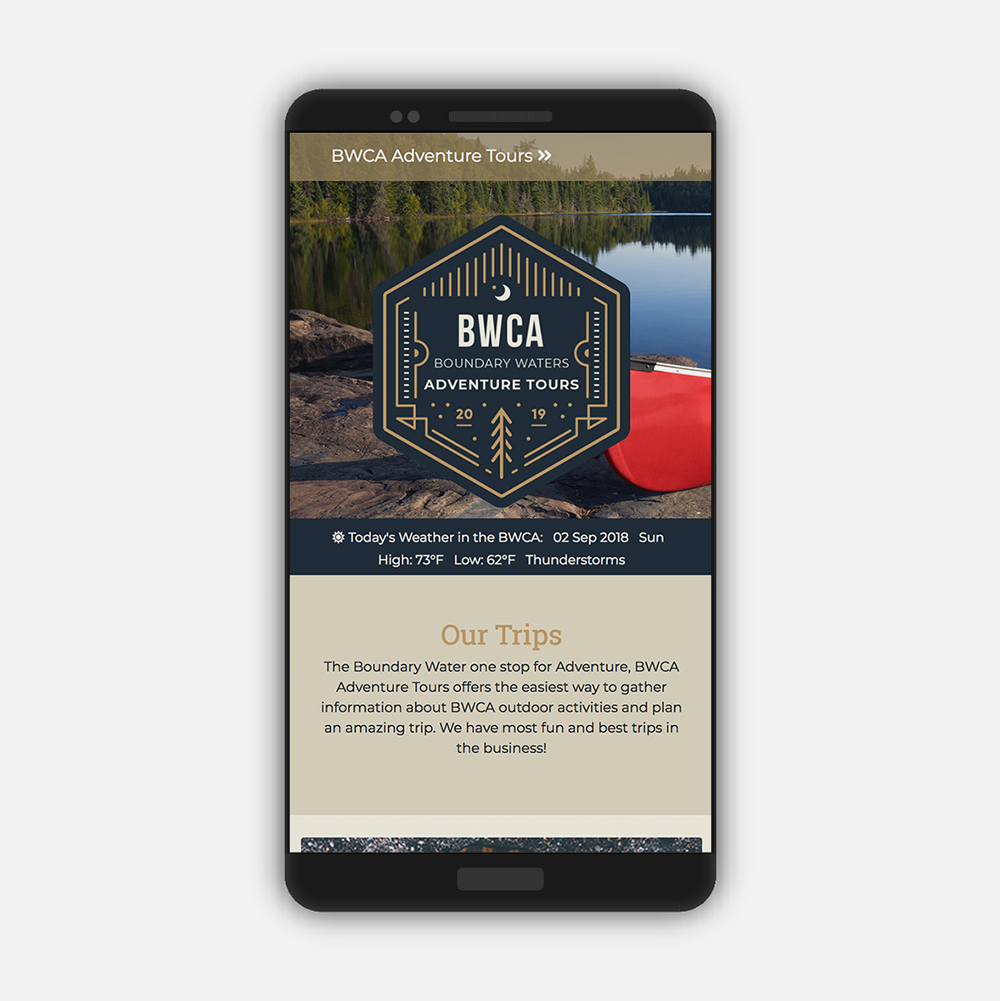 BWCA Adventure Tours »
BWCA
BOUNDARY WATERS
ADVENTURE TOURS
20 19
Today's Weather in the BWCA: 02 Sep 2018 Sun
High: 73°F Low: 62°F Thunderstorms
Our Trips
The Boundary Water one stop for Adventure, BWCA
Adventure Tours offers the easiest way to gather
information about BWCA outdoor activities and plan
an amazing trip. We have most fun and best trips in
the business!